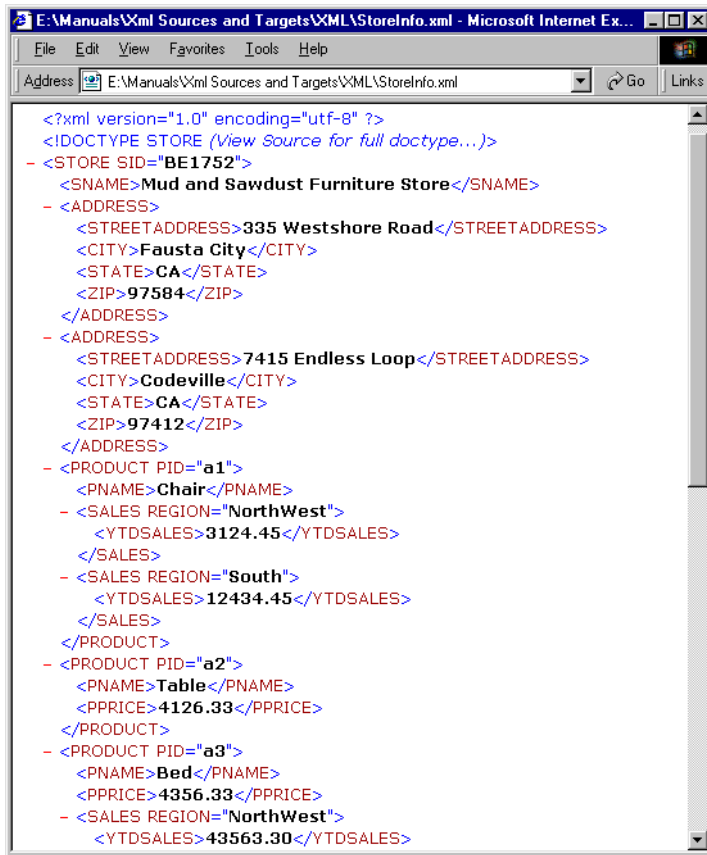 E:\Manuals\Xml Sources and Targets\XML\StoreInfo.xml - Microsoft Internet Ex...
File Edit View Favorites Tools Help
Address E:\Manuals\Xml Sources and Targets\XML\StoreInfo.xml Go Links
<?xml version="1.0" encoding="utf-8" ?>
<!DOCTYPE STORE (View Source for full doctype...)>
- <STORE SID="BE1752">
<SNAME>Mud and Sawdust Furniture Store</SNAME>
- <ADDRESS>
<STREETADDRESS>335 Westshore Road</STREETADDRESS>
<CITY>Fausta City</CITY>
<STATE>CA</STATE>
<ZIP>97584</ZIP>
</ADDRESS>
- <ADDRESS>
<STREETADDRESS>7415 Endless Loop</STREETADDRESS>
<CITY>Codeville</CITY>
<STATE>CA</STATE>
<ZIP>97412</ZIP>
</ADDRESS>
- <PRODUCT PID="a1">
<PNAME>Chair</PNAME>
- <SALES REGION="NorthWest">
<YTDSALES>3124.45</YTDSALES>
</SALES>
- <SALES REGION="South">
<YTDSALES>12434.45</YTDSALES>
</SALES>
</PRODUCT>
- <PRODUCT PID="a2">
<PNAME>Table</PNAME>
<PPRICE>4126.33</PPRICE>
</PRODUCT>
- <PRODUCT PID="a3">
<PNAME>Bed</PNAME>
<PPRICE>4356.33</PPRICE>
- <SALES REGION="NorthWest">
<YTDSALES>43563.30</YTDSALES>